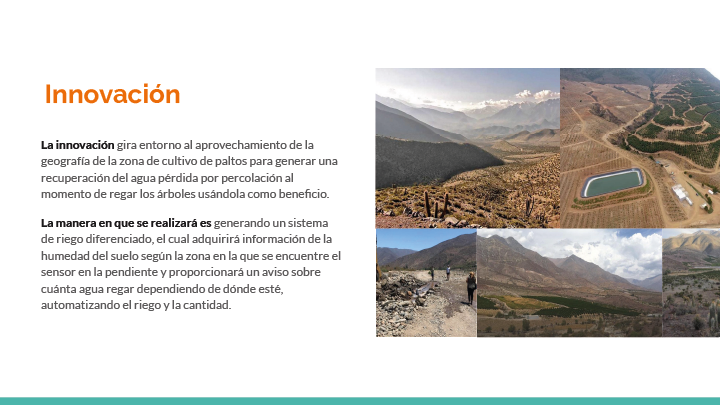 Innovación
La innovación gira entorno al aprovechamiento de la
geografía de la zona de cultivo de paltos para generar una
recuperación del agua pérdida por percolación al
momento de regar los árboles usándola como beneficio.
La manera en que se realizará es generando un sistema
de riego diferenciado, el cual adquirirá información de la
humedad del suelo según la zona en la que se encuentre el
sensor en la pendiente y proporcionará un aviso sobre
cuánta agua regar dependiendo de dónde esté,
automatizando el riego y la cantidad.